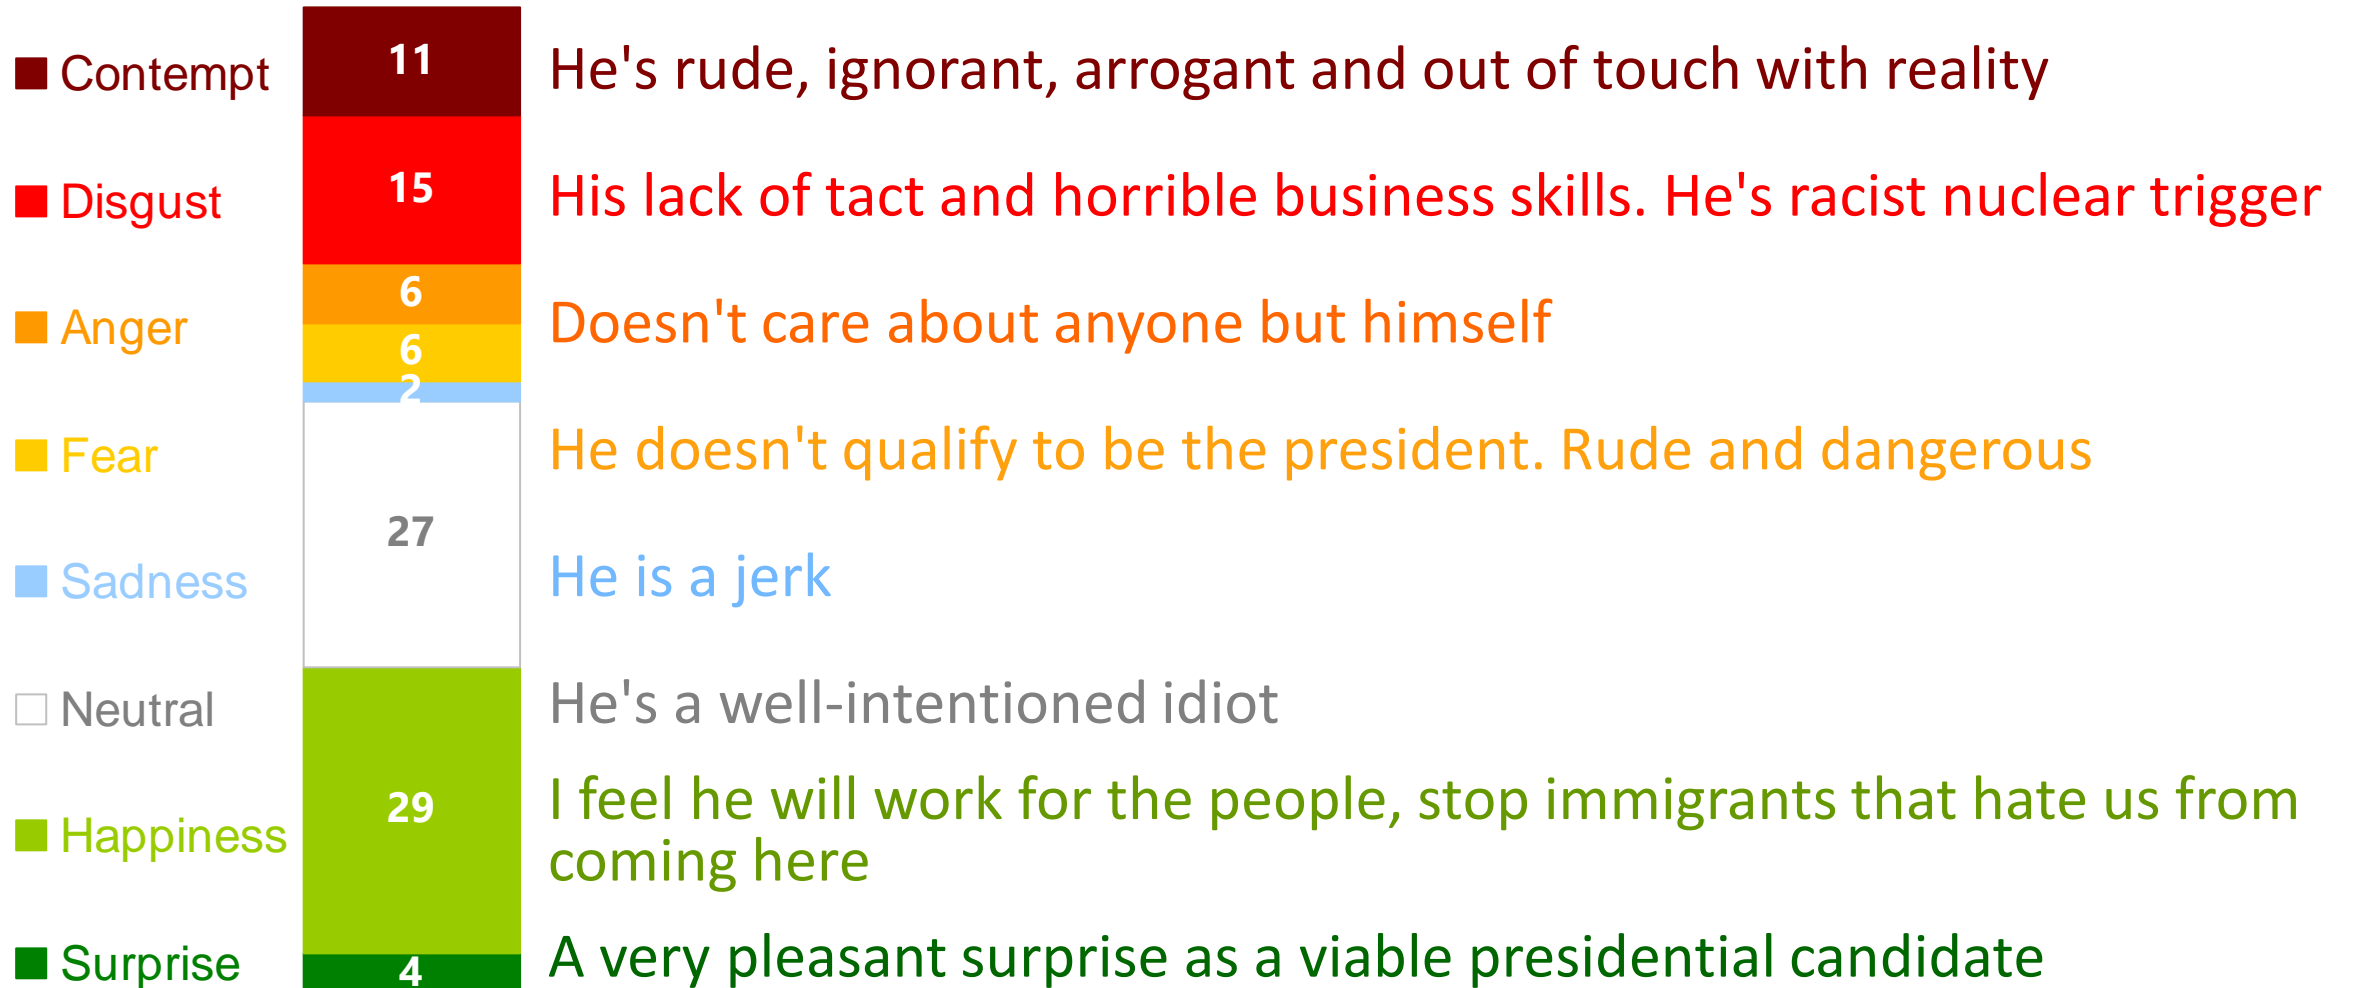 Contempt 11 He's rude, ignorant, arrogant and out of touch with reality
Disgust 15 His lack of tact and horrible business skills. He's racist nuclear trigger
6
Anger Doesn't care about anyone but himself
6
2
Fear He doesn't qualify to be the president. Rude and dangerous
27
Sadness He is a jerk
Neutral He's a well-intentioned idiot
29 I feel he will work for the people, stop immigrants that hate us from
Happiness coming here
Surprise 4 A very pleasant surprise as a viable presidential candidate